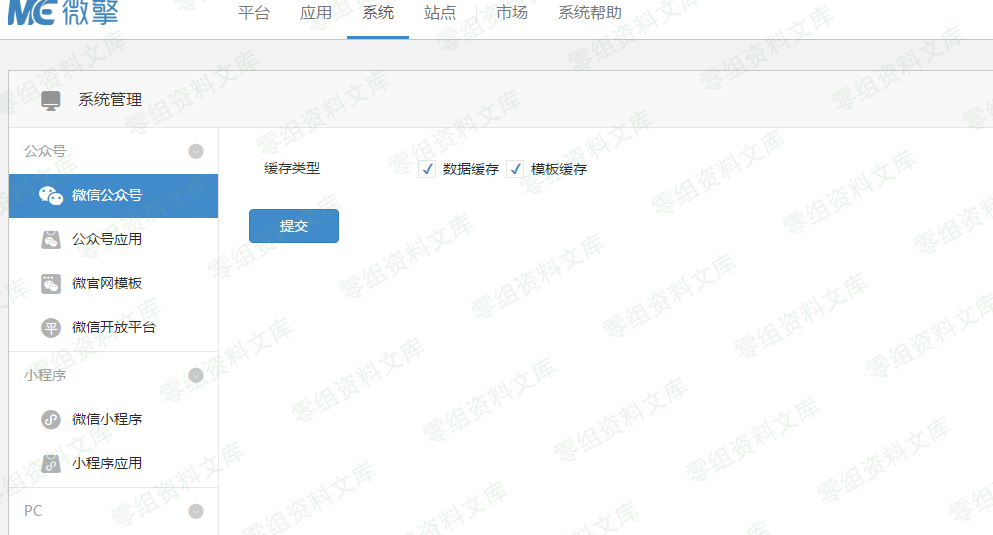 微擎
平台 应用 系统 站点 市场 系统帮助
系统管理
公众号
微信公众号
公众号应用
微官网模板
微信开放平台
小程序
微信小程序
小程序应用
PC
缓存类型 数据缓存 模板缓存
提交
零组资料文库